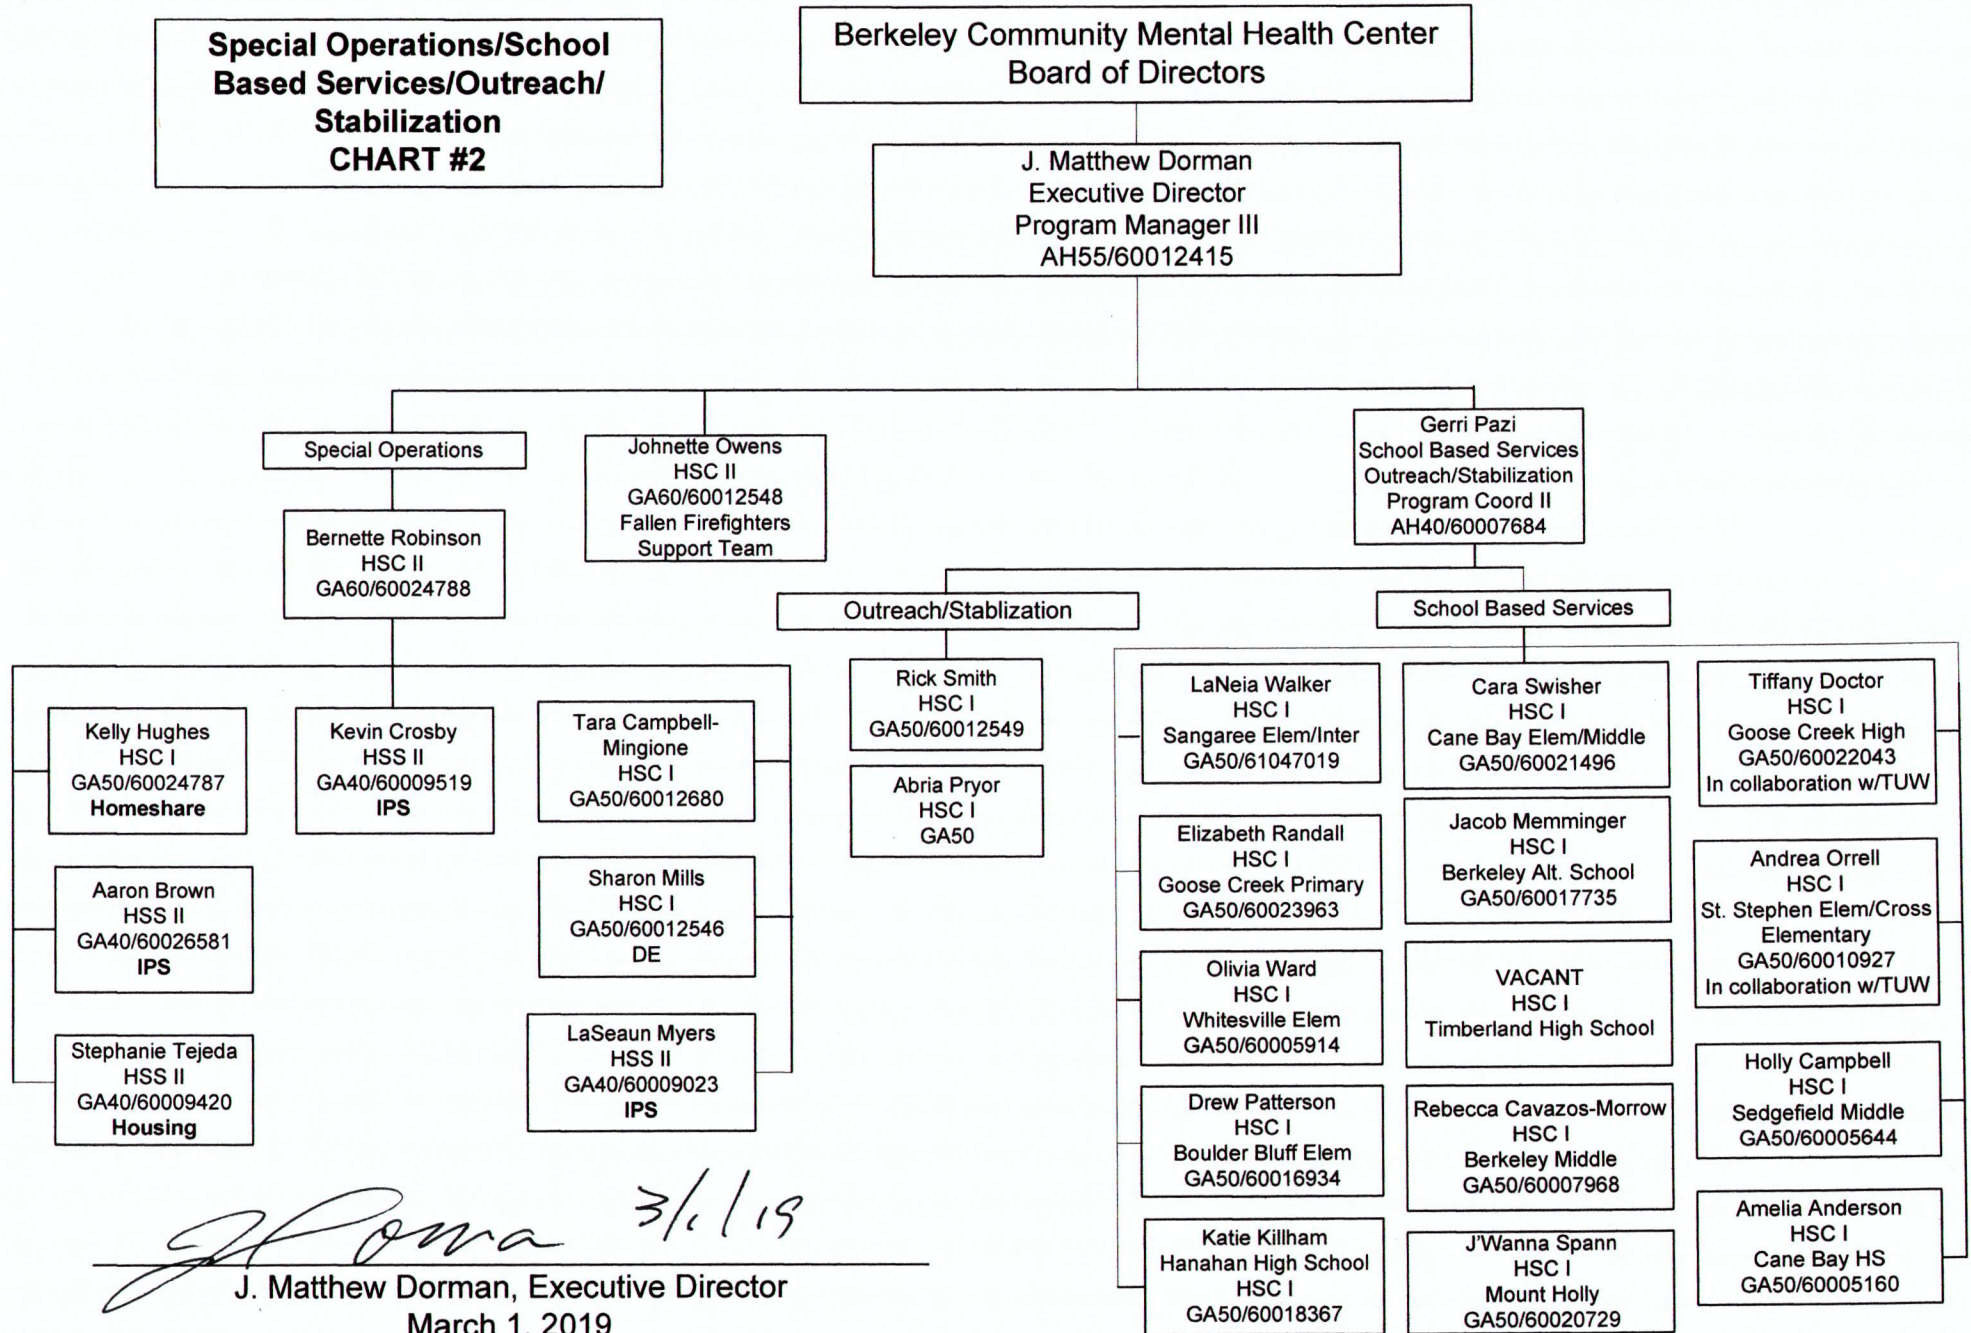 Special Operations/School
Based Services/Outreach/
Stabilization
CHART #2
Berkeley Community Mental Health Center
Board of Directors
J. Matthew Dorman
Executive Director
Program Manager III
AH55/60012415
Special Operations
Bernette Robinson
HSC II
GA60/60024788
Johnette Owens
HSC II
GA60/60012548
Fallen Firefighters
Support Team
Gerri Pazi
School Based Services
Outreach/Stabilization
Program Coord II
AH40/60007684
Kelly Hughes
HSC I
GA50/60024787
Homeshare
Aaron Brown
HSS II
GA40/60026581
IPS
Stephanie Tejeda
HSS II
GA40/60009420
Housing
Kevin Crosby
HSS II
GA40/60009519
IPS
Tara Campbell-
Mingione
HSC I
GA50/60012680
Sharon Mills
HSC I
GA50/60012546
DE
LaSeaun Myers
HSS II
GA40/60009023
IPS
Outreach/Stablization
Rick Smith
HSC I
GA50/60012549
Abria Pryor
HSC I
GA50
School Based Services
LaNeia Walker
HSC I
Sangaree Elem/Inter
GA50/61047019
Elizabeth Randall
HSC I
Goose Creek Primary
GA50/60023963
Olivia Ward
HSC I
Whitesville Elem
GA50/60005914
Drew Patterson
HSC I
Boulder Bluff Elem
GA50/60016934
Katie Killham
Hanahan High School
HSC I
GA50/60018367
Cara Swisher
HSC I
Cane Bay Elem/Middle
GA50/60021496
Jacob Memminger
HSC I
Berkeley Alt. School
GA50/60017735
VACANT
HSC I
Timberland High School
Rebecca Cavazos-Morrow
HSC I
Berkeley Middle
GA50/60007968
J'Wanna Spann
HSC I
Mount Holly
GA50/60020729
Tiffany Doctor
HSC I
Goose Creek High
GA50/60022043
In collaboration w/TUW
Andrea Orrell
HSC I
St. Stephen Elem/Cross
Elementary
GA50/60010927
In collaboration w/TUW
Holly Campbell
HSC I
Sedgefield Middle
GA50/60005644
Amelia Anderson
HSC I
Cane Bay HS
GA50/60005160
3/1/19
J. Matthew Dorman, Executive Director
March 1, 2019